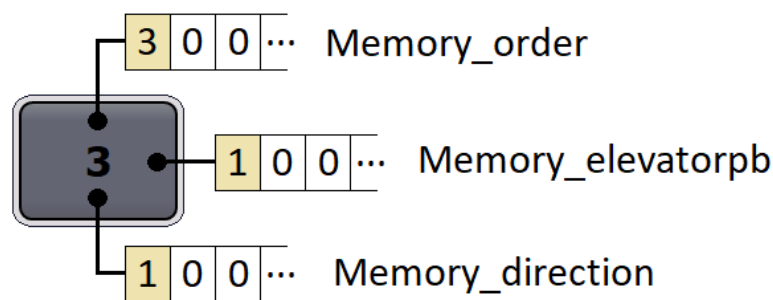 3 0 0 ... Memory_order
3 1 0 0 ... Memory_elevatorpb
1 0 0 ... Memory_direction